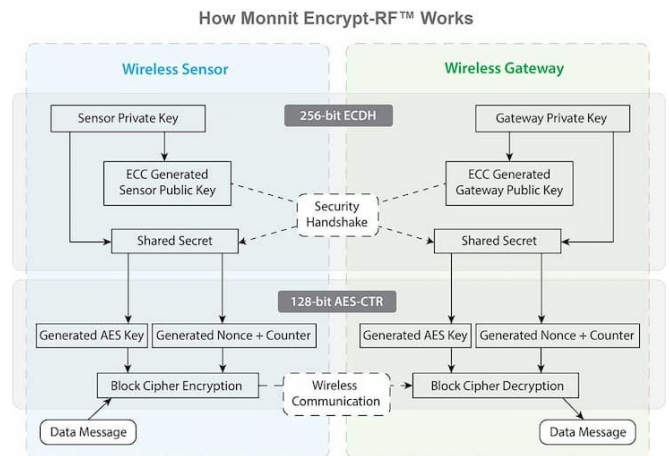 How Monnit Encrypt-RF™ Works
Wireless Sensor
Wireless Gateway
Sensor Private Key
256-bit ECDH
Gateway Private Key
ECC Generated
Sensor Public Key
ECC Generated
Gateway Public Key
Security
Handshake
Shared Secret
Shared Secret
128-bit AES-CTR
Generated AES Key
Generated Nonce + Counter
Generated AES Key
Generated Nonce + Counter
Block Cipher Encryption
Wireless
Communication
Block Cipher Decryption
Data Message
Data Message